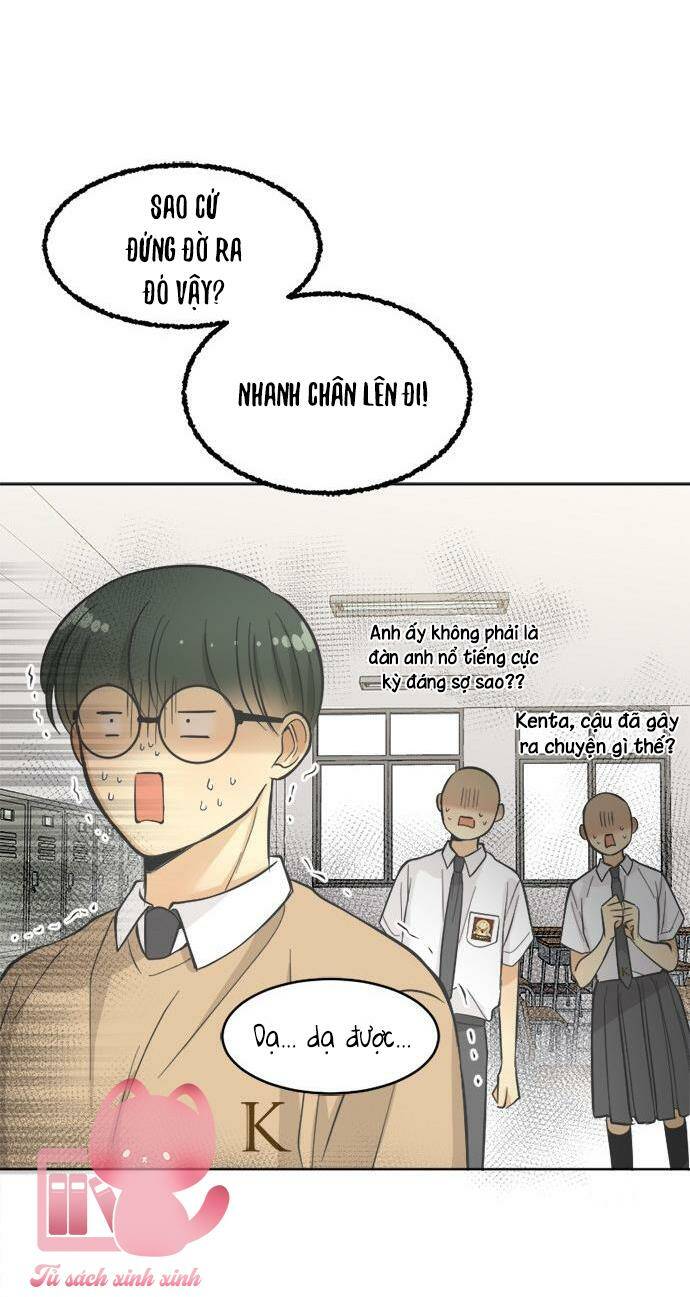 SAO CỨ
ĐỨNG ĐỜ RA
ĐÓ VẬY?
NHANH CHÂN LÊN ĐI!
Anh ấy không phải là
đàn anh nổ tiếng cực
kỳ đáng sợ sao??
Kenta, cậu đã gây
ra chuyện gì thế?
Dạ... dạ được...
K
K
Tủ sách xinh xinh